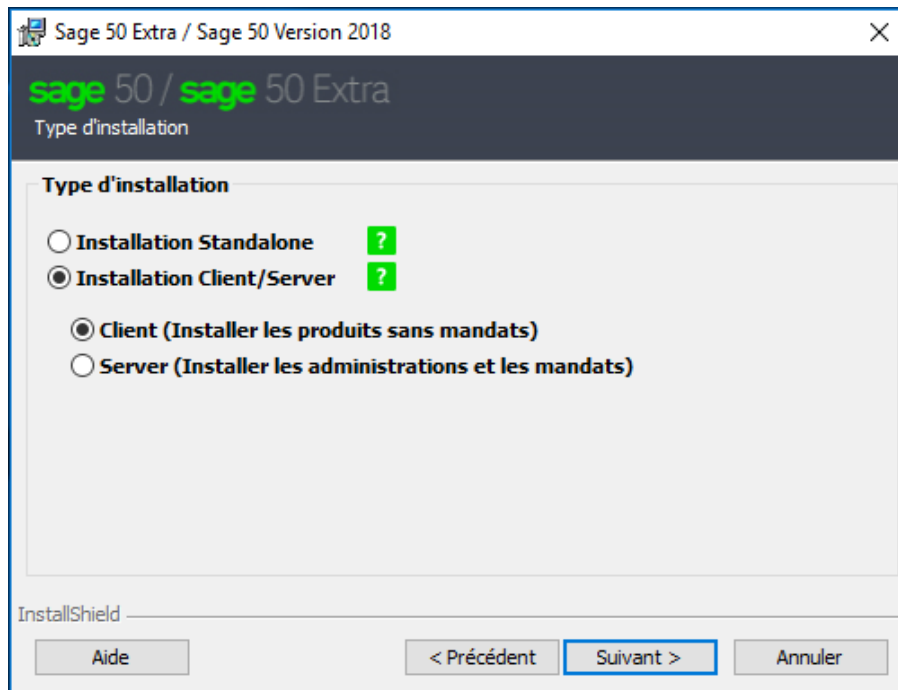 Sage 50 Extra / Sage 50 Version 2018
sage 50 / sage 50 Extra
Type d'installation
Type d'installation
Installation Standalone ?
Installation Client/Server ?
Client (Installer les produits sans mandats)
Server (Installer les administrations et les mandats)
InstallShield
Aide < Précédent Suivant > Annuler